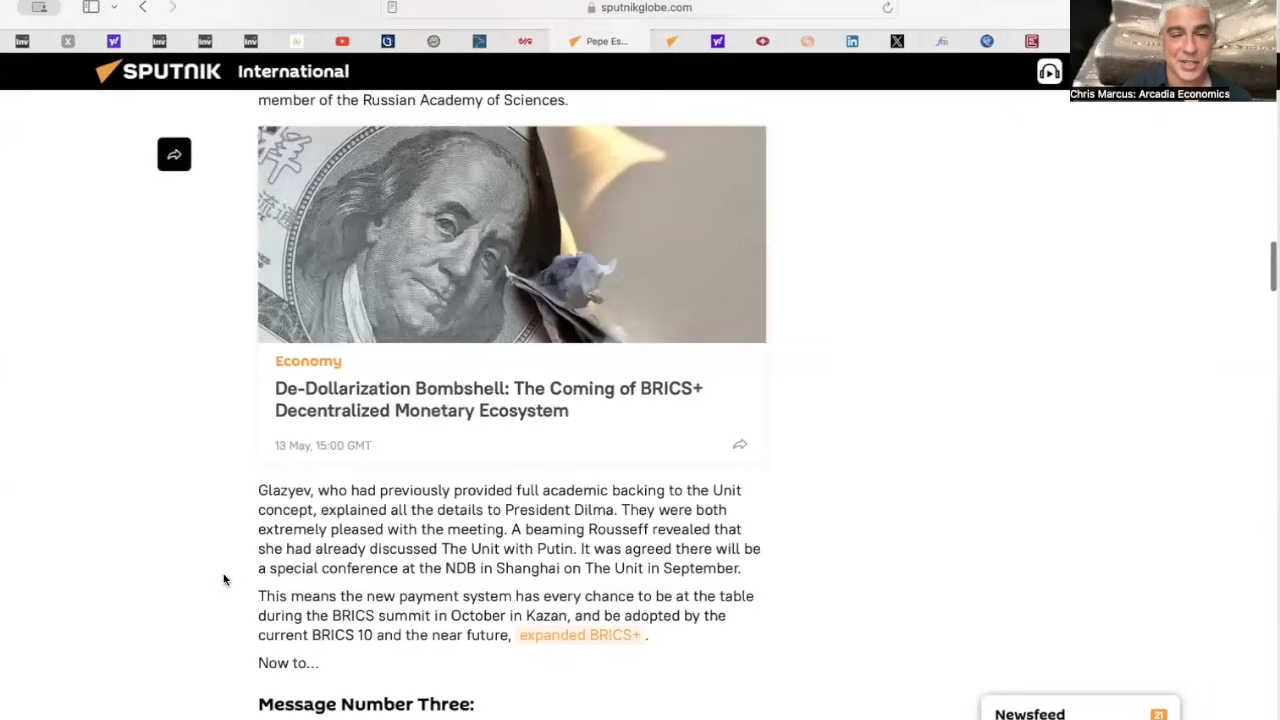 sputnikglobe.com
Pepe Es...
SPUTNIK International
Chris Marcus: Arcadia Economics
member of the Russian Academy of Sciences.
Economy
De-Dollarization Bombshell: The Coming of BRICS+
Decentralized Monetary Ecosystem
13 May, 15:00 GMT
Glazyev, who had previously provided full academic backing to the Unit
concept, explained all the details to President Dilma. They were both
extremely pleased with the meeting. A beaming Rousseff revealed that
she had already discussed The Unit with Putin. It was agreed there will be
a special conference at the NDB in Shanghai on The Unit in September.
This means the new payment system has every chance to be at the table
during the BRICS summit in October in Kazan, and be adopted by the
current BRICS 10 and the near future, expanded BRICS+ .
Now to...
Message Number Three:
Newsfeed
21